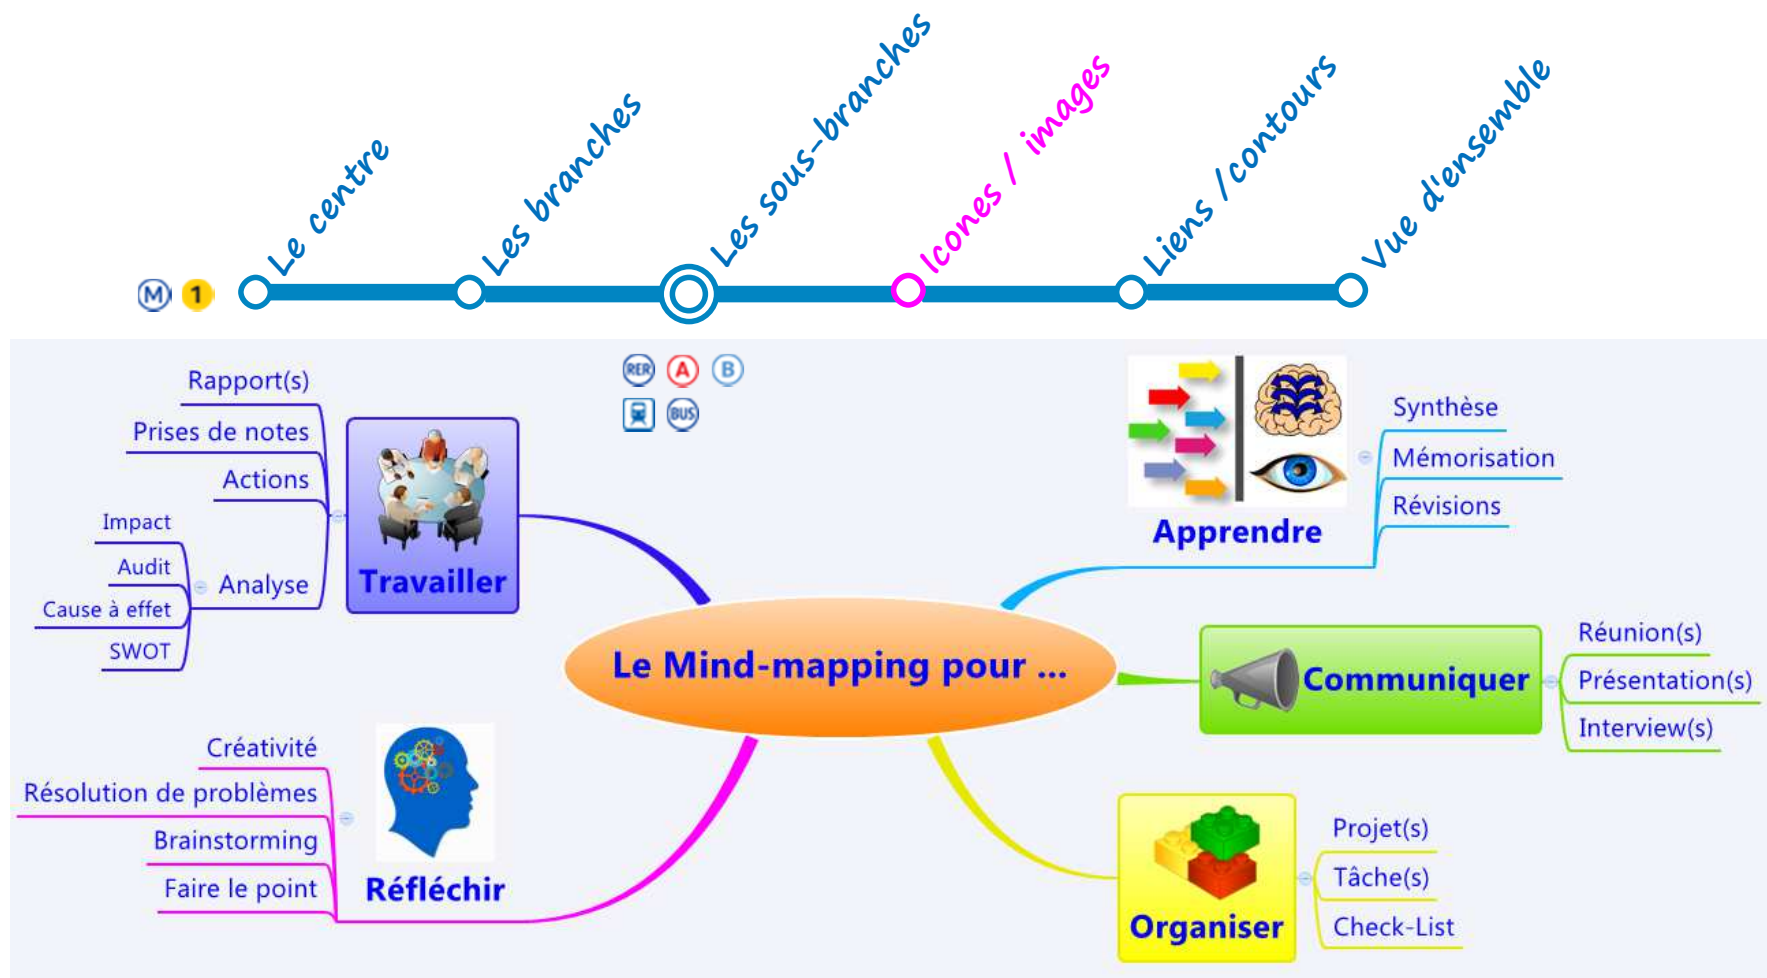 Le centre
Les branches
Les sous-branches
Icones / images
Liens /contours
Vue d'ensemble
M 1
RER A B
BUS
Rapport(s)
Prises de notes
Actions
Analyse
Impact
Audit
Cause à effet
SWOT
Travailler
Apprendre
Synthèse
Mémorisation
Révisions
Le Mind-mapping pour ...
Communiquer
Réunion(s)
Présentation(s)
Interview(s)
Créativité
Résolution de problèmes
Brainstorming
Faire le point
Réfléchir
Organiser
Projet(s)
Tâche(s)
Check-List